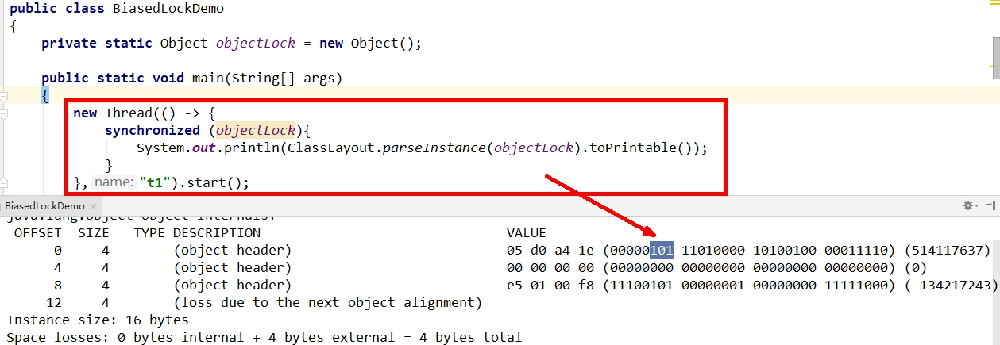 public class BiasedLockDemo
{
private static Object objectLock = new Object();
public static void main(String[] args)
{
new Thread(() -> {
synchronized (objectLock){
System.out.println(ClassLayout.parseInstance(objectLock).toPrintable());
}
}, name: "t1").start();
BiasedLockDemo ×
java.lang.Object object internals:
OFFSET SIZE TYPE DESCRIPTION VALUE
0 4 (object header) 05 d0 a4 1e (00000101 11010000 10100100 00011110) (514117637)
4 4 (object header) 00 00 00 00 (00000000 00000000 00000000 00000000) (0)
8 4 (object header) e5 01 00 f8 (11100101 00000001 00000000 11111000) (-134217243)
12 4 (loss due to the next object alignment)
Instance size: 16 bytes
Space losses: 0 bytes internal + 4 bytes external = 4 bytes total